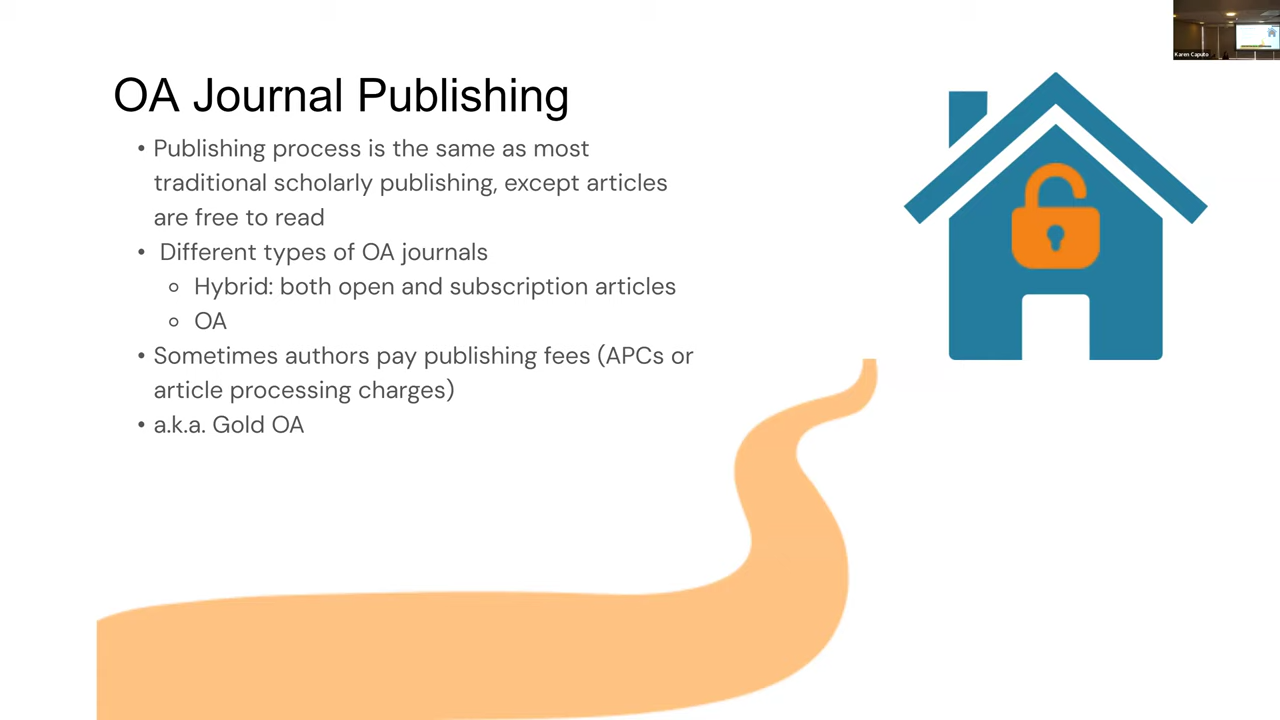 Karen Caputo
OA Journal Publishing
• Publishing process is the same as most
traditional scholarly publishing, except articles
are free to read
• Different types of OA journals
○ Hybrid: both open and subscription articles
○ OA
• Sometimes authors pay publishing fees (APCs or
article processing charges)
• a.k.a. Gold OA